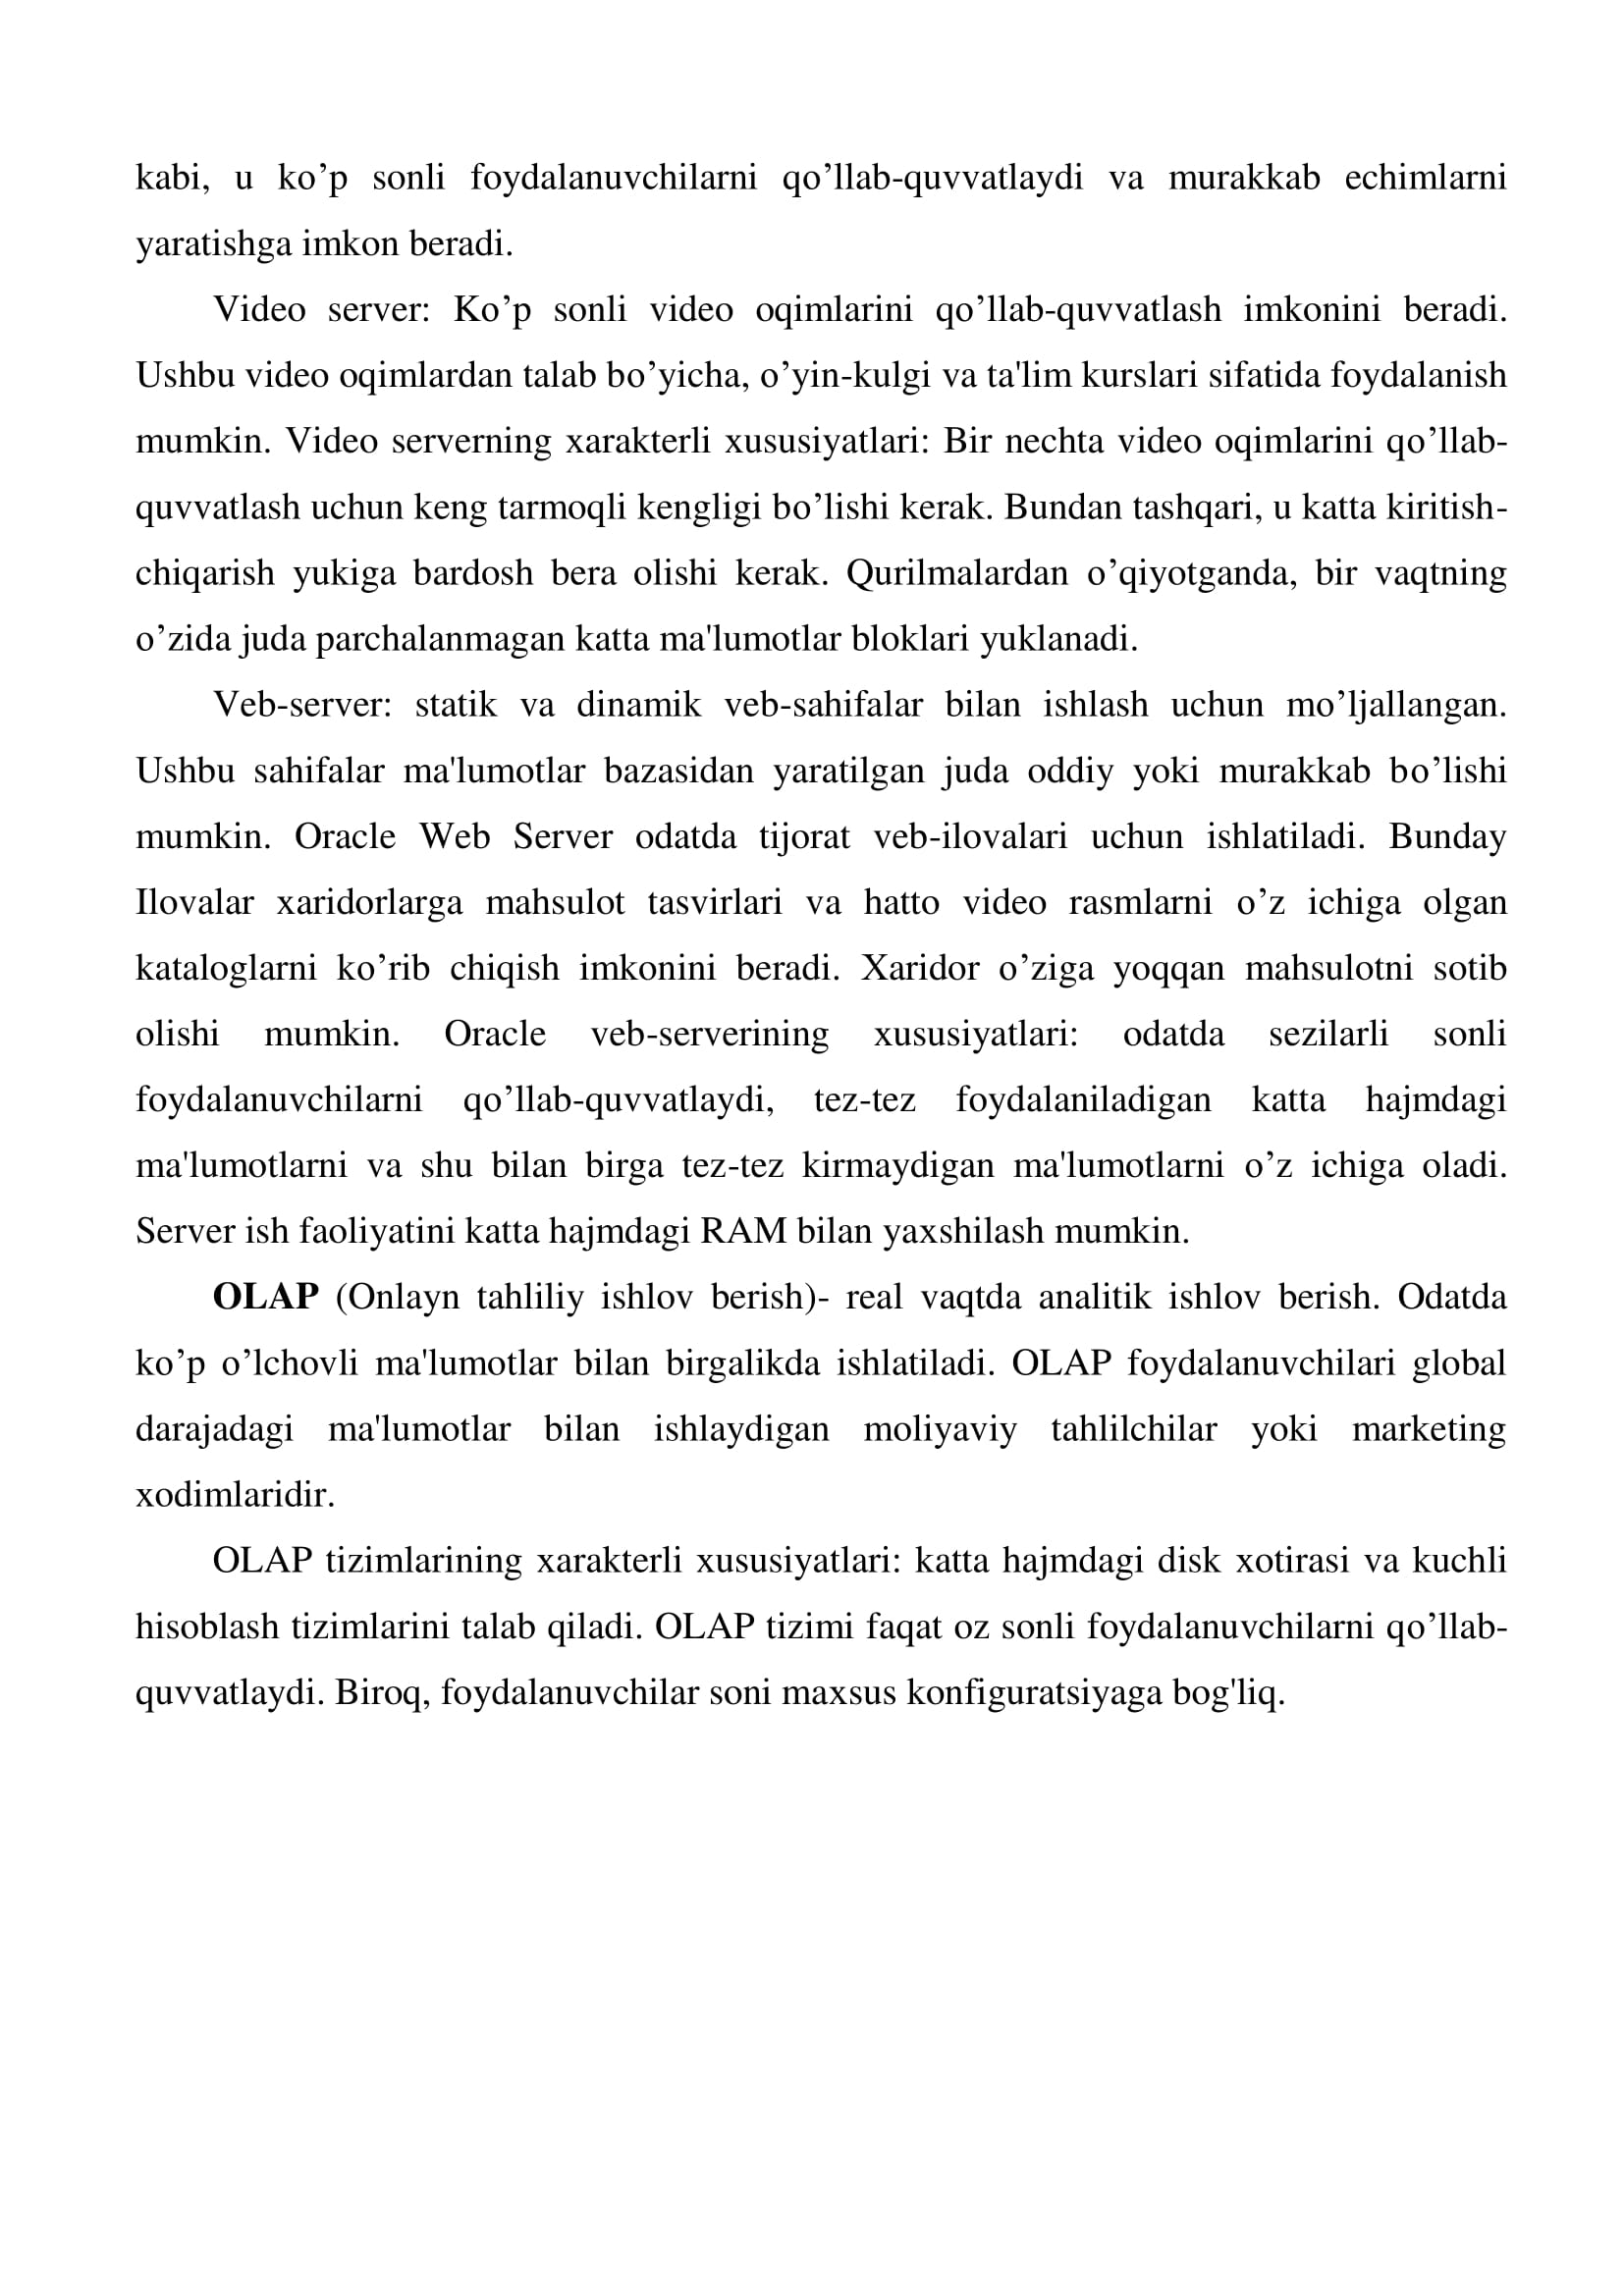 kabi, u ko’p sonli foydalanuvchilarni qo’llab-quvvatlaydi va murakkab echimlarni
yaratishga imkon beradi.
Video server: Ko’p sonli video oqimlarini qo’llab-quvvatlash imkonini beradi.
Ushbu video oqimlardan talab bo’yicha, o’yin-kulgi va ta'lim kurslari sifatida foydalanish
mumkin. Video serverning xarakterli xususiyatlari: Bir nechta video oqimlarini qo’llab-
quvvatlash uchun keng tarmoqli kengligi bo’lishi kerak. Bundan tashqari, u katta kiritish-
chiqarish yukiga bardosh bera olishi kerak. Qurilmalardan o’qiyotganda, bir vaqtning
o’zida juda parchalanmagan katta ma'lumotlar bloklari yuklanadi.
Veb-server: statik va dinamik veb-sahifalar bilan ishlash uchun mo’ljallangan.
Ushbu sahifalar ma'lumotlar bazasidan yaratilgan juda oddiy yoki murakkab bo’lishi
mumkin. Oracle Web Server odatda tijorat veb-ilovalari uchun ishlatiladi. Bunday
Ilovalar xaridorlarga mahsulot tasvirlari va hatto video rasmlarni o’z ichiga olgan
kataloglarni ko’rib chiqish imkonini beradi. Xaridor o’ziga yoqqan mahsulotni sotib
olishi mumkin. Oracle veb-serverining xususiyatlari: odatda sezilarli sonli
foydalanuvchilarni qo’llab-quvvatlaydi, tez-tez foydalaniladigan katta hajmdagi
ma'lumotlarni va shu bilan birga tez-tez kirmaydigan ma'lumotlarni o’z ichiga oladi.
Server ish faoliyatini katta hajmdagi RAM bilan yaxshilash mumkin.
OLAP (Onlayn tahliliy ishlov berish)- real vaqtda analitik ishlov berish. Odatda
ko’p o’lchovli ma'lumotlar bilan birgalikda ishlatiladi. OLAP foydalanuvchilari global
darajadagi ma'lumotlar bilan ishlaydigan moliyaviy tahlilchilar yoki marketing
xodimlaridir.
OLAP tizimlarining xarakterli xususiyatlari: katta hajmdagi disk xotirasi va kuchli
hisoblash tizimlarini talab qiladi. OLAP tizimi faqat oz sonli foydalanuvchilarni qo’llab-
quvvatlaydi. Biroq, foydalanuvchilar soni maxsus konfiguratsiyaga bog'liq.